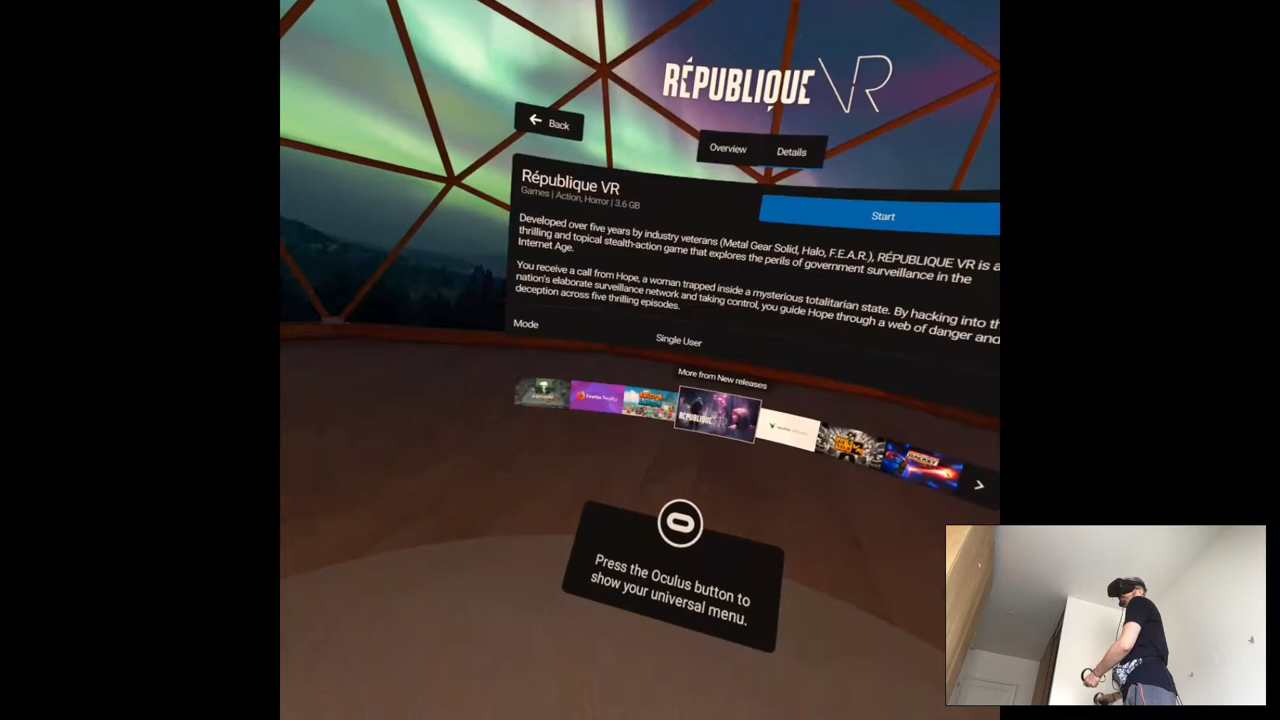 RÉPUBLIQUE VR
Back
Overview
Details
République VR
Games | Action, Horror | 3.6 GB
Start
Developed over five years by industry veterans (Metal Gear Solid, Halo, F.E.A.R.), RÉPUBLIQUE VR is a
thrilling and topical stealth-action game that explores the perils of government surveillance in the
Internet Age.
You receive a call from Hope, a woman trapped inside a mysterious totalitarian state. By hacking into th
nation's elaborate surveillance network and taking control, you guide Hope through a web of danger and
deception across five thrilling episodes.
Mode
Single User
More from New releases
Firefox Reality
RÉPUBLIQUE VR
Press the Oculus button to
show your universal menu.